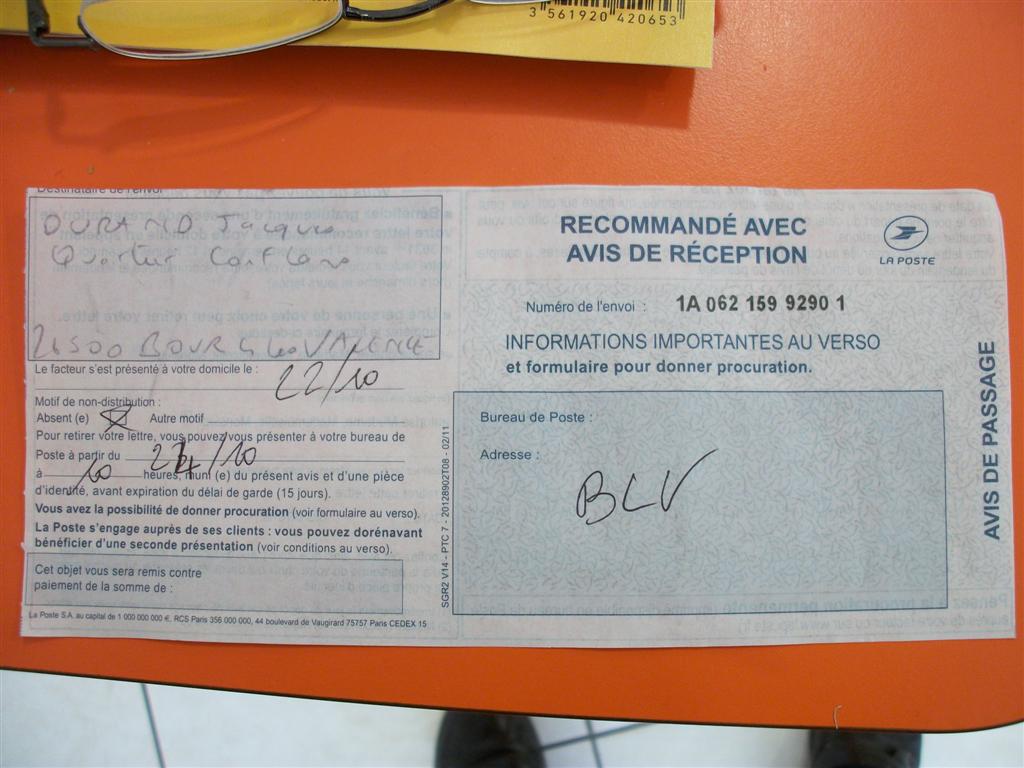 3 561920 420653
Destinataire de l'envoi
DURAND Jacques
Quartier Conflans
26500 BOURG les VALENCE
Le facteur s'est présenté à votre domicile le :
22/10
Motif de non-distribution :
Absent (e) Autre motif
Pour retirer votre lettre, vous pouvez vous présenter à votre bureau de
Poste à partir du 24/10
à 10 heures, muni (e) du présent avis et d'une pièce
d'identité, avant expiration du délai de garde (15 jours).
Vous avez la possibilité de donner procuration (voir formulaire au verso).
La Poste s'engage auprès de ses clients : vous pouvez dorénavant
bénéficier d'une seconde présentation (voir conditions au verso).
Cet objet vous sera remis contre
paiement de la somme de :
La Poste S.A. au capital de 1 000 000 000 €, RCS Paris 356 000 000, 44 boulevard de Vaugirard 75757 Paris CEDEX 15
SGR2 V14 - PTC 7 - 20128902T08 - 02/11
RECOMMANDÉ AVEC
AVIS DE RÉCEPTION
LA POSTE
Numéro de l'envoi : 1A 062 159 9290 1
INFORMATIONS IMPORTANTES AU VERSO
et formulaire pour donner procuration.
Bureau de Poste :
Adresse :
BLV
AVIS DE PASSAGE